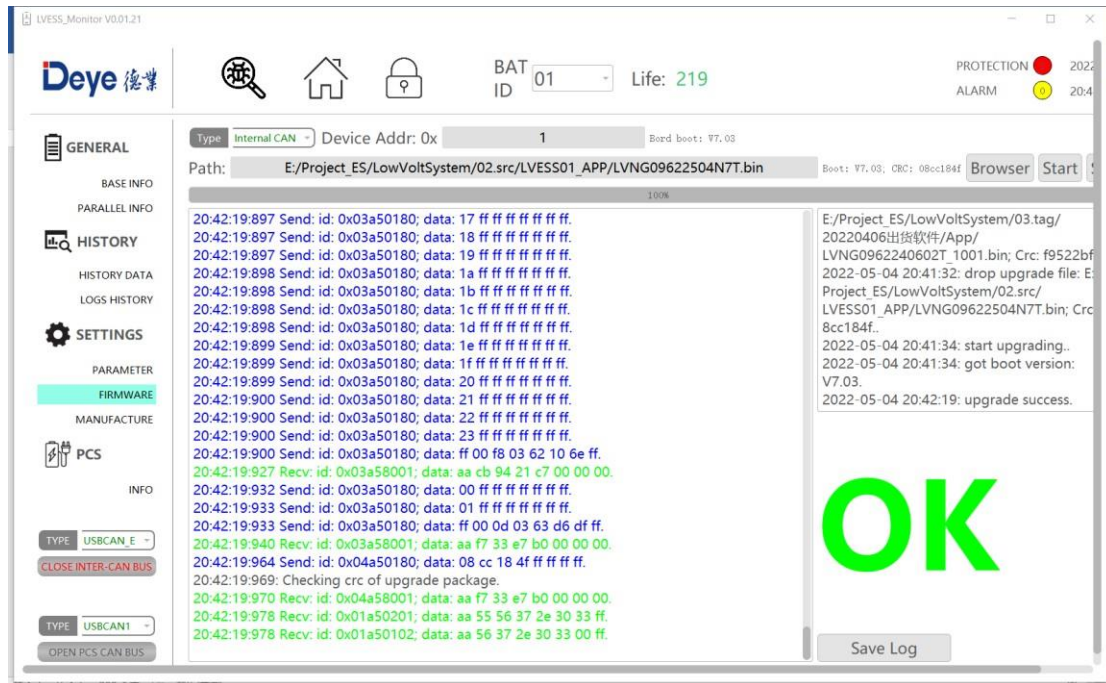 LVESS_Monitor V0.01.21
Deye 德業
BAT ID 01 Life: 219
PROTECTION 2022
ALARM 0 20:4
GENERAL
BASE INFO
PARALLEL INFO
HISTORY
HISTORY DATA
LOGS HISTORY
SETTINGS
PARAMETER
FIRMWARE
MANUFACTURE
PCS
INFO
TYPE USBCAN_E
CLOSE INTER-CAN BUS
TYPE USBCAN1
OPEN PCS CAN BUS
Type Internal CAN Device Addr: 0x 1 Bord boot: V7.03
Path: E:/Project_ES/LowVoltSystem/02.src/LVESS01_APP/LVNG09622504N7T.bin Boot: V7.03; CRC: 08cc184f Browser Start S
100%
20:42:19:897 Send: id: 0x03a50180; data: 17 ff ff ff ff ff ff ff.
20:42:19:897 Send: id: 0x03a50180; data: 18 ff ff ff ff ff ff ff.
20:42:19:897 Send: id: 0x03a50180; data: 19 ff ff ff ff ff ff ff.
20:42:19:898 Send: id: 0x03a50180; data: 1a ff ff ff ff ff ff ff.
20:42:19:898 Send: id: 0x03a50180; data: 1b ff ff ff ff ff ff ff.
20:42:19:898 Send: id: 0x03a50180; data: 1c ff ff ff ff ff ff ff.
20:42:19:898 Send: id: 0x03a50180; data: 1d ff ff ff ff ff ff ff.
20:42:19:899 Send: id: 0x03a50180; data: 1e ff ff ff ff ff ff ff.
20:42:19:899 Send: id: 0x03a50180; data: 1f ff ff ff ff ff ff ff.
20:42:19:899 Send: id: 0x03a50180; data: 20 ff ff ff ff ff ff ff.
20:42:19:900 Send: id: 0x03a50180; data: 21 ff ff ff ff ff ff ff.
20:42:19:900 Send: id: 0x03a50180; data: 22 ff ff ff ff ff ff ff.
20:42:19:900 Send: id: 0x03a50180; data: 23 ff ff ff ff ff ff ff.
20:42:19:900 Send: id: 0x03a50180; data: ff 00 f8 03 62 10 6e ff.
20:42:19:927 Recv: id: 0x03a58001; data: aa cb 94 21 c7 00 00 00.
20:42:19:932 Send: id: 0x03a50180; data: 00 ff ff ff ff ff ff ff.
20:42:19:933 Send: id: 0x03a50180; data: 01 ff ff ff ff ff ff ff.
20:42:19:933 Send: id: 0x03a50180; data: ff 00 0d 03 63 d6 df ff.
20:42:19:940 Recv: id: 0x03a58001; data: aa f7 33 e7 b0 00 00 00.
20:42:19:964 Send: id: 0x04a50180; data: 08 cc 18 4f ff ff ff ff.
20:42:19:969: Checking crc of upgrade package.
20:42:19:970 Recv: id: 0x04a58001; data: aa f7 33 e7 b0 00 00 00.
20:42:19:978 Recv: id: 0x01a50201; data: aa 55 56 37 2e 30 33 ff.
20:42:19:978 Recv: id: 0x01a50102; data: aa 56 37 2e 30 33 00 ff.
E:/Project_ES/LowVoltSystem/03.tag/
20220406出货软件/App/
LVNG0962240602T_1001.bin; Crc: f9522bf
2022-05-04 20:41:32: drop upgrade file: E:
Project_ES/LowVoltSystem/02.src/
LVESS01_APP/LVNG09622504N7T.bin; Crc
8cc184f..
2022-05-04 20:41:34: start upgrading..
2022-05-04 20:41:34: got boot version:
V7.03.
2022-05-04 20:42:19: upgrade success.
OK
Save Log